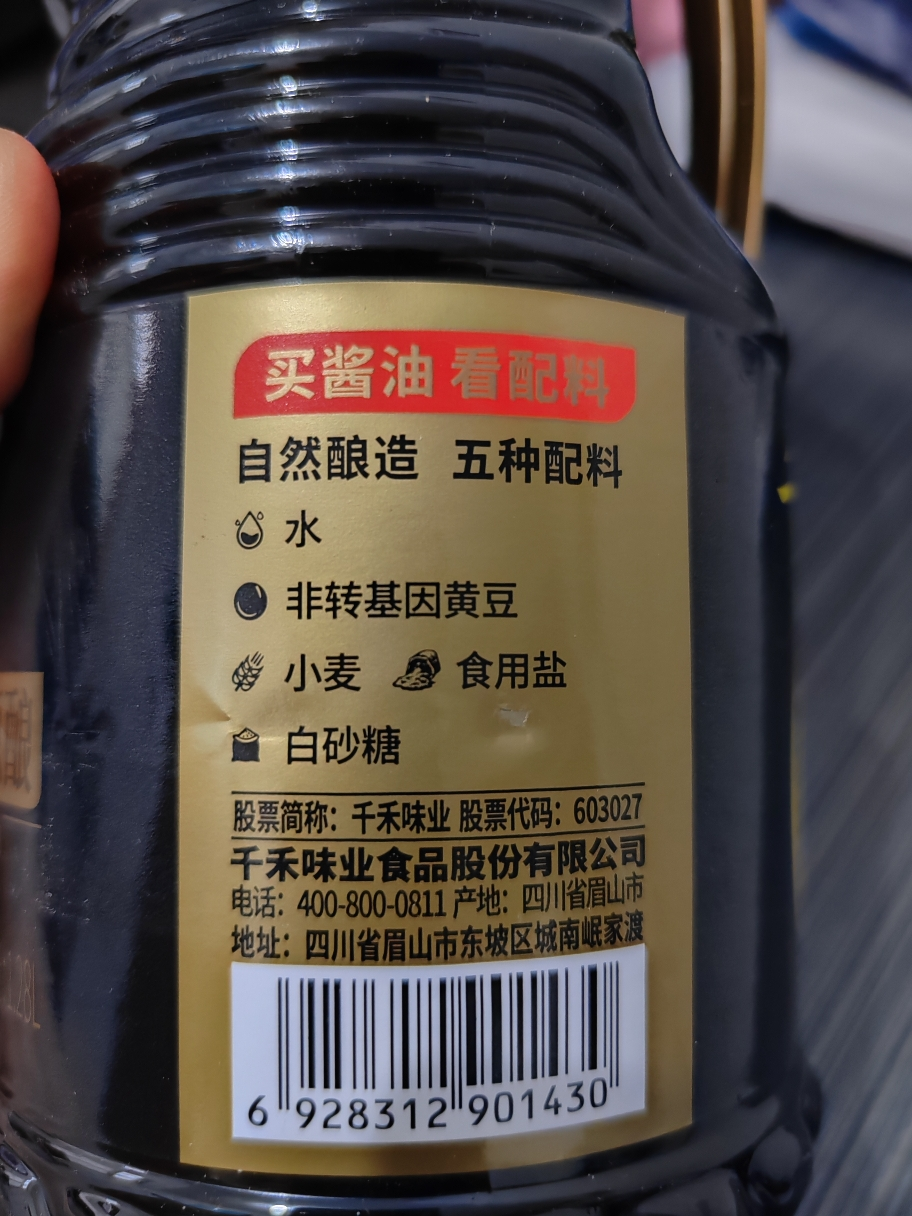 买酱油 看配料
自然酿造 五种配料
水
非转基因黄豆
小麦 食用盐
白砂糖
股票简称：千禾味业 股票代码：603027
千禾味业食品股份有限公司
电话：400-800-0811 产地：四川省眉山市
地址：四川省眉山市东坡区城南岷家渡
6 928312 901430